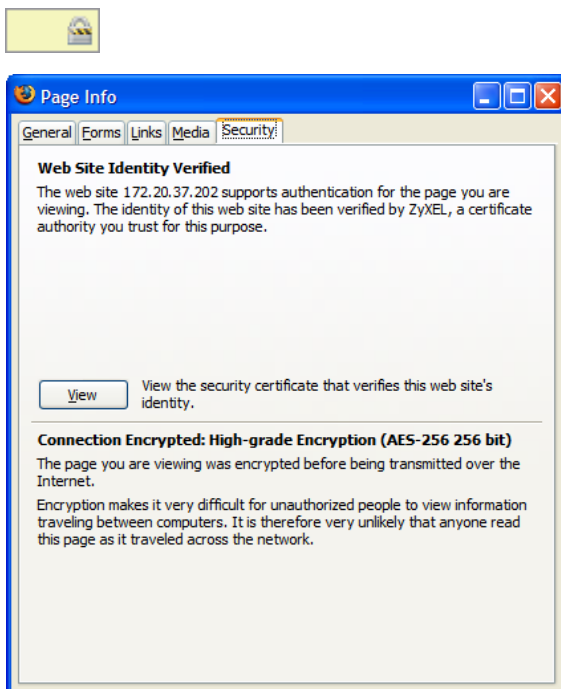 Page Info
General Forms Links Media Security
Web Site Identity Verified
The web site 172.20.37.202 supports authentication for the page you are
viewing. The identity of this web site has been verified by ZyXEL, a certificate
authority you trust for this purpose.
View
View the security certificate that verifies this web site's
identity.
Connection Encrypted: High-grade Encryption (AES-256 256 bit)
The page you are viewing was encrypted before being transmitted over the
Internet.
Encryption makes it very difficult for unauthorized people to view information
traveling between computers. It is therefore very unlikely that anyone read
this page as it traveled across the network.